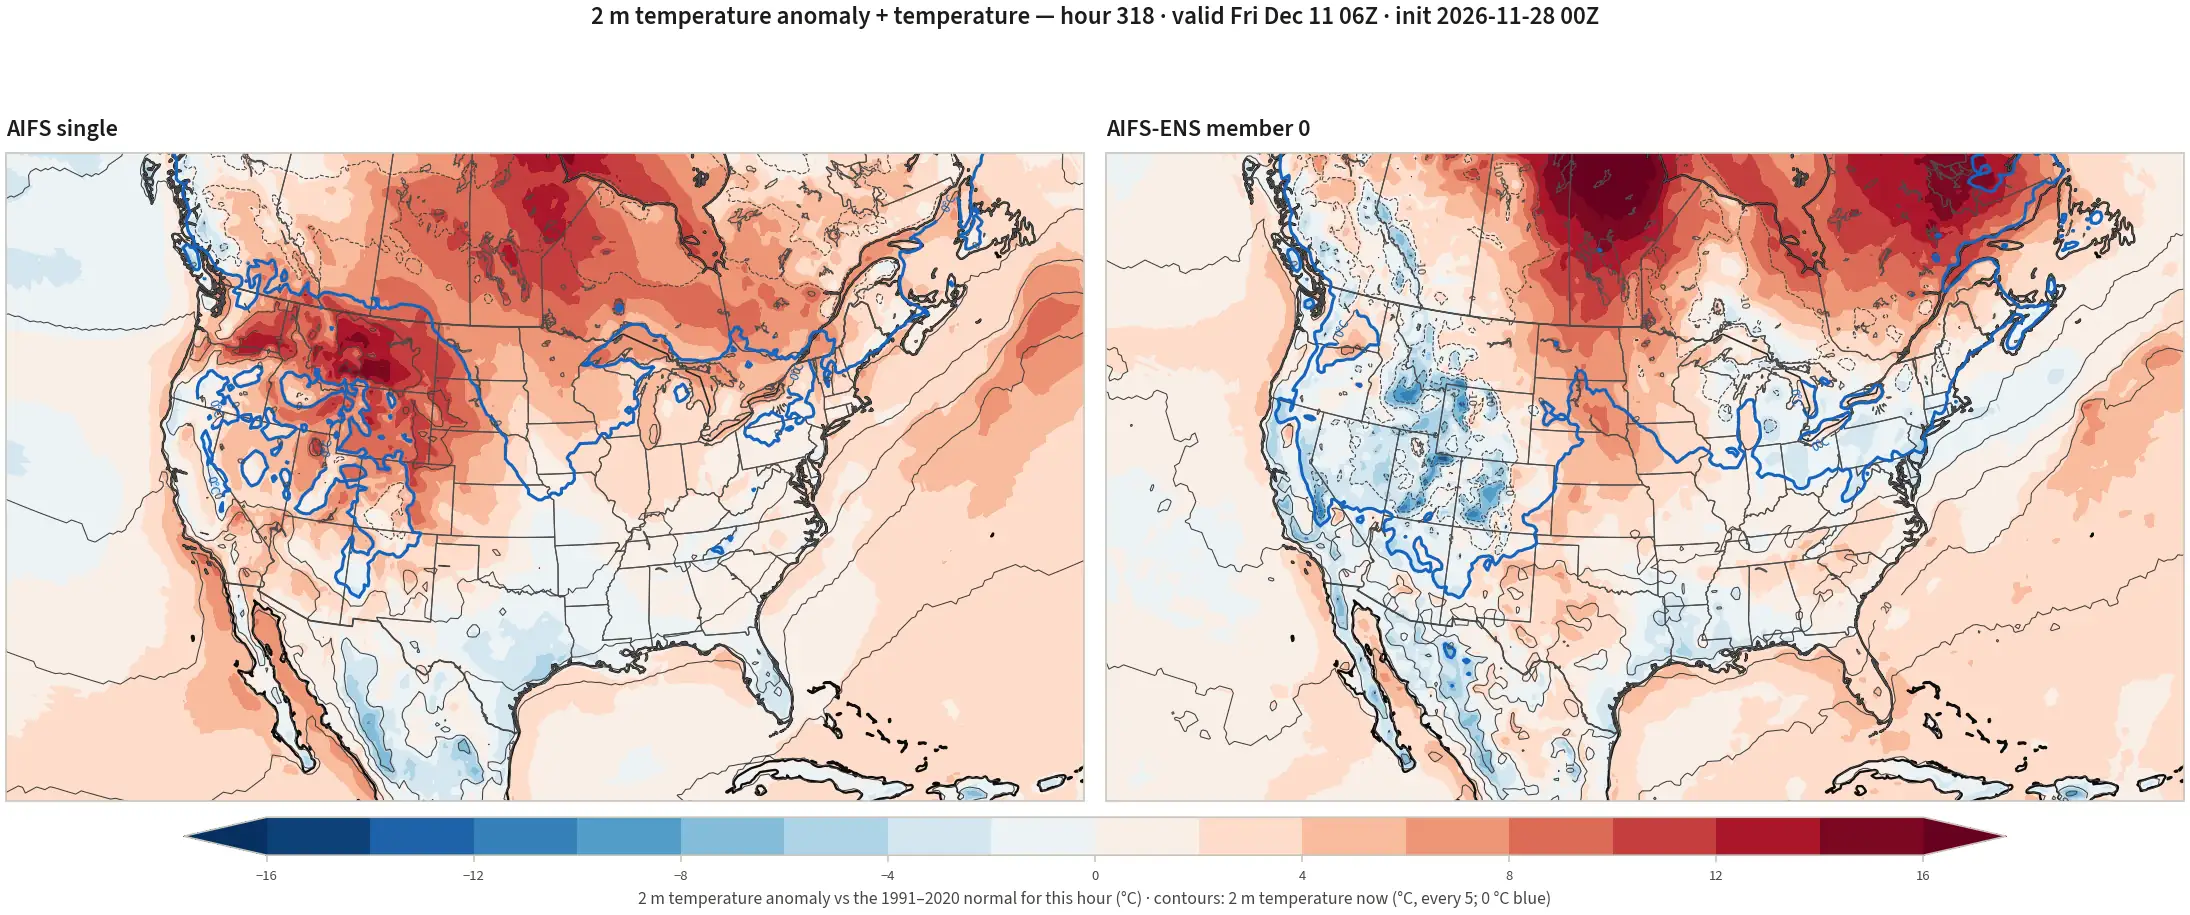 2 m temperature anomaly + temperature — hour 318 · valid Fri Dec 11 06Z · init 2026-11-28 00Z
AIFS single
AIFS-ENS member 0
−16 −12 −8 −4 0 4 8 12 16
2 m temperature anomaly vs the 1991–2020 normal for this hour (°C) · contours: 2 m temperature now (°C, every 5; 0 °C blue)